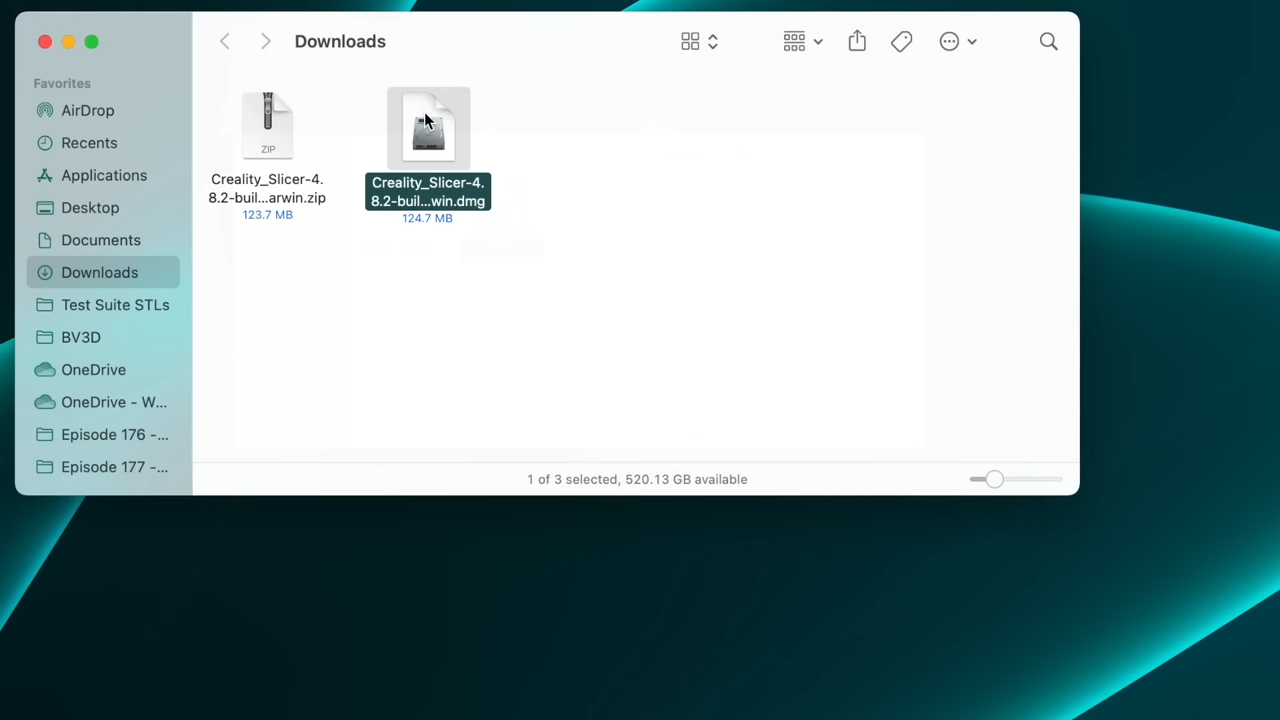 Downloads
Favorites
AirDrop
Recents
Applications
Desktop
Documents
Downloads
Test Suite STLs
BV3D
OneDrive
OneDrive - W...
Episode 176 -...
Episode 177 -...
ZIP
Creality_Slicer-4.
8.2-buil...arwin.zip
123.7 MB
Creality_Slicer-4.
8.2-buil...win.dmg
124.7 MB
1 of 3 selected, 520.13 GB available